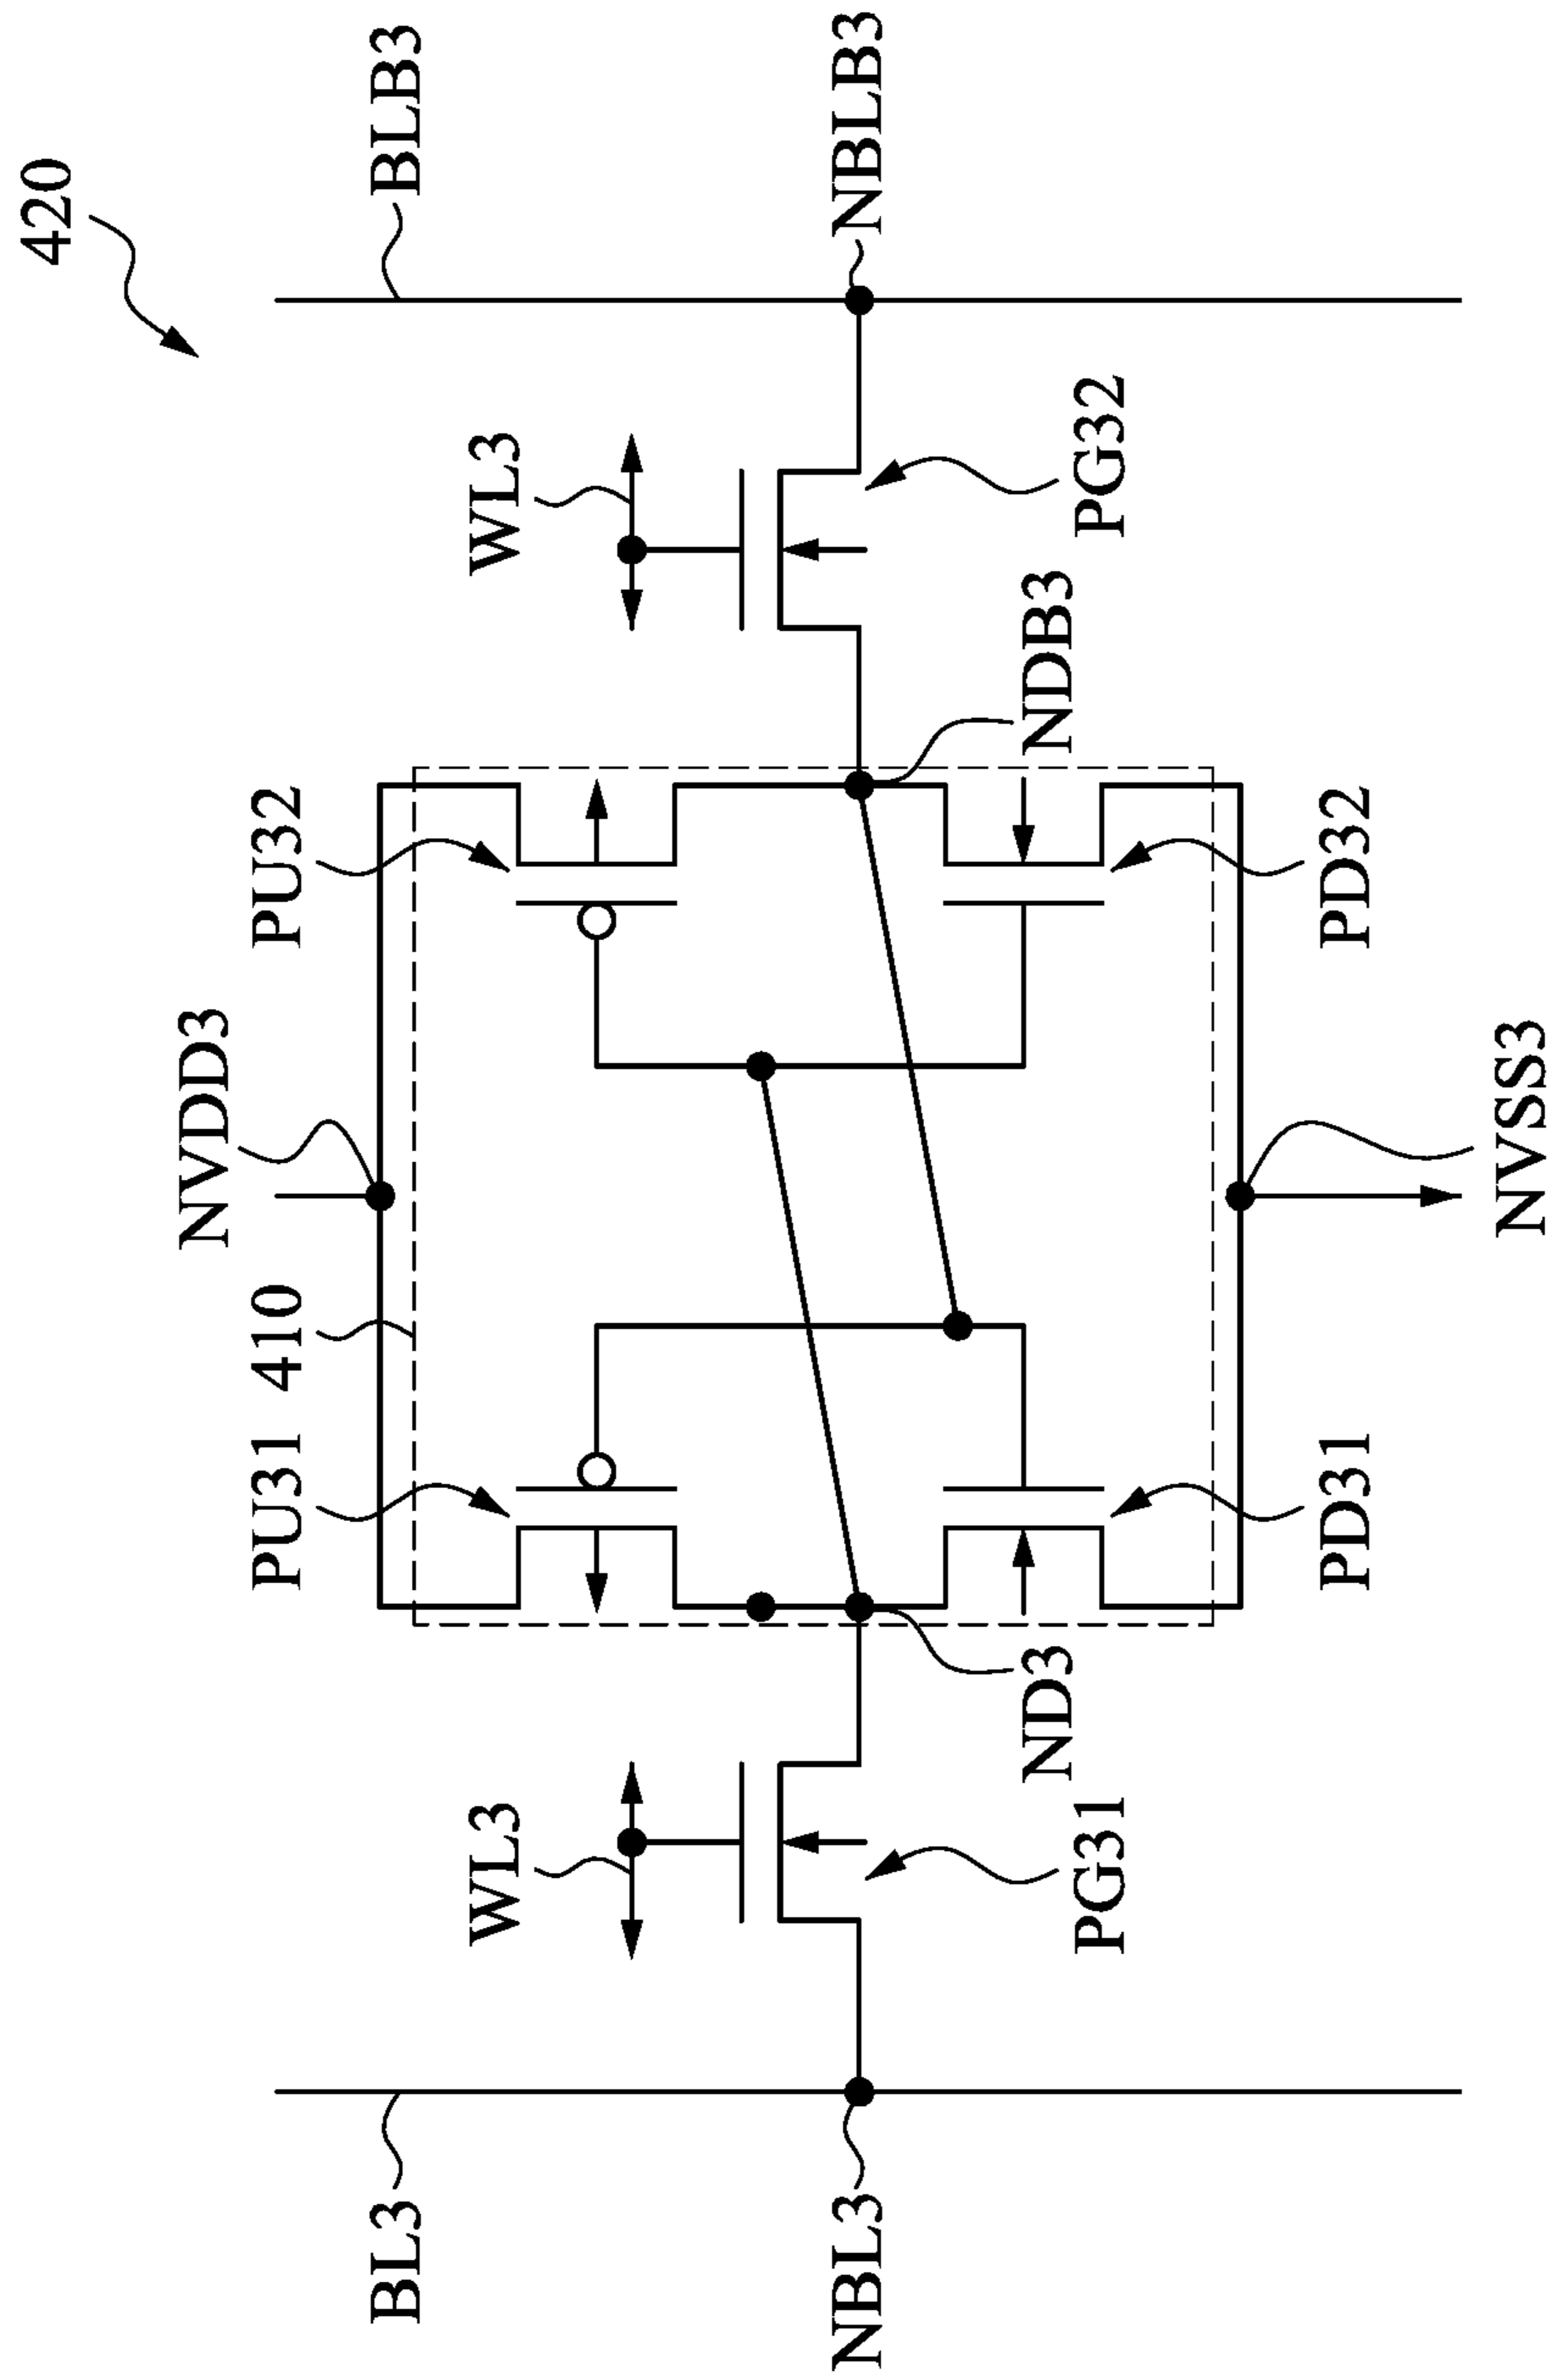 420
NVDD3
PU31
410
PU32
BL3
BLB3
WL3
WL3
NBL3
NBLB3
ND3
NDB3
PG31
PG32
PD31
PD32
NVSS3